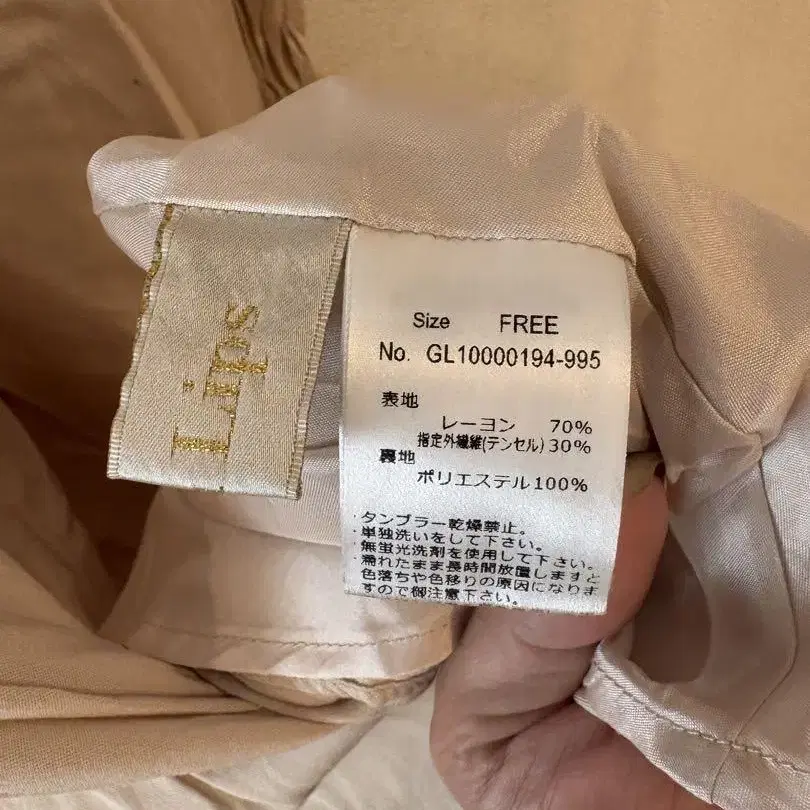 Lips
Size FREE
No. GL10000194-995
表地
レーヨン 70%
指定外繊維(テンセル)30%
裏地
ポリエステル100%
・タンブラー乾燥禁止。
・単独洗いをして下さい。
・無蛍光洗剤を使用して下さい。
・濡れたまま長時間放置しますと
色落ちや色移りの原因になりま
すので御注意下さい。